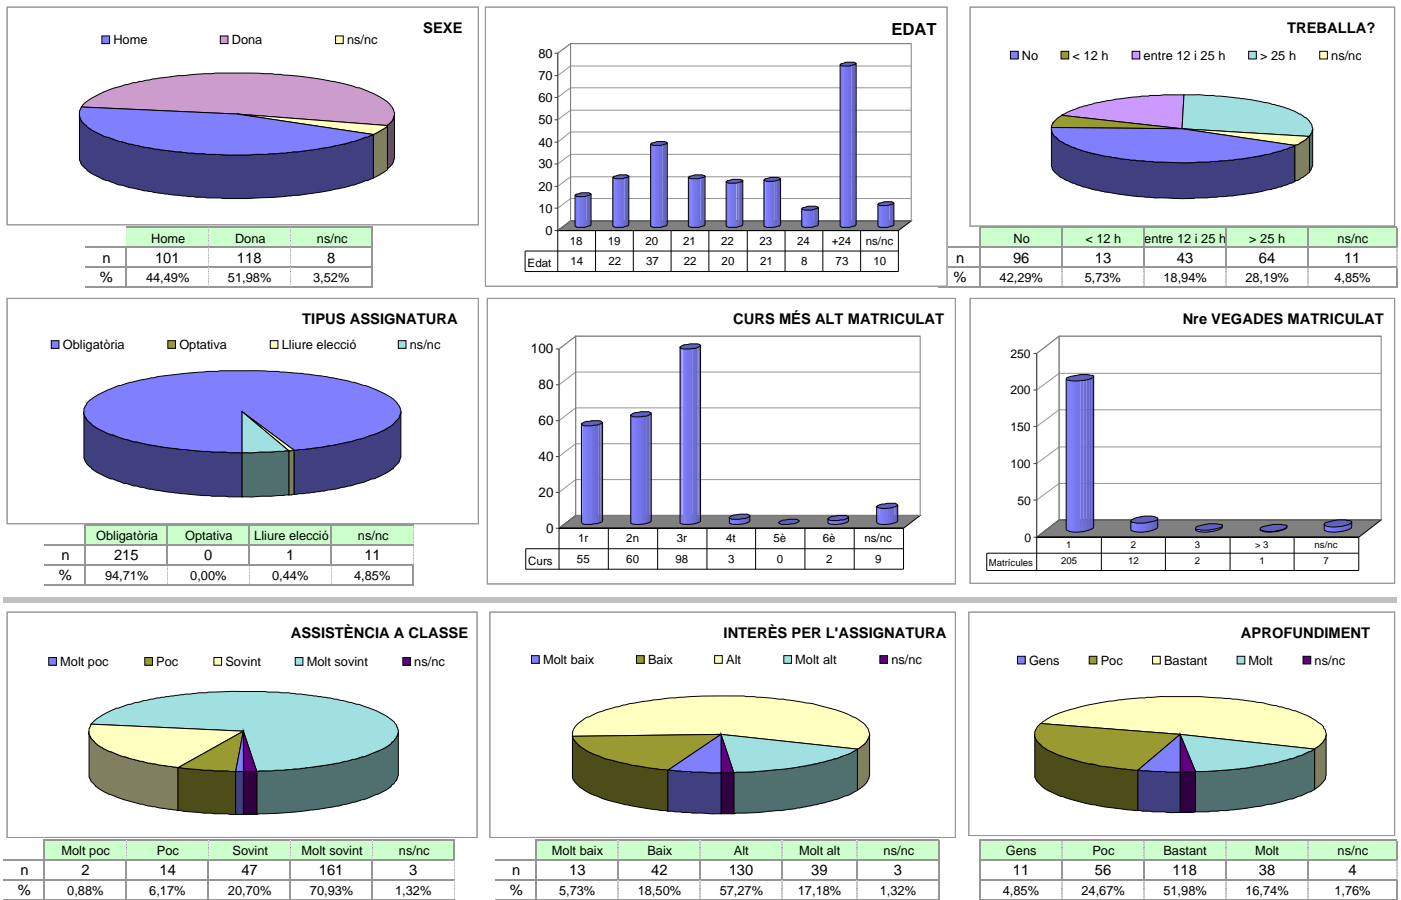 SEXE
Home Dona ns/nc
Home Dona ns/nc
n 101 118 8
% 44,49% 51,98% 3,52%
EDAT
80
70
60
50
40
30
20
10
0
18 19 20 21 22 23 24 +24 ns/nc
Edat 14 22 37 22 20 21 8 73 10
TREBALLA?
No < 12 h entre 12 i 25 h > 25 h ns/nc
No < 12 h entre 12 i 25 h > 25 h ns/nc
n 96 13 43 64 11
% 42,29% 5,73% 18,94% 28,19% 4,85%
TIPUS ASSIGNATURA
Obligatòria Optativa Lliure elecció ns/nc
Obligatòria Optativa Lliure elecció ns/nc
n 215 0 1 11
% 94,71% 0,00% 0,44% 4,85%
CURS MÉS ALT MATRICULAT
100
80
60
40
20
0
1r 2n 3r 4t 5è 6è ns/nc
Curs 55 60 98 3 0 2 9
Nre VEGADES MATRICULAT
250
200
150
100
50
0
1 2 3 > 3 ns/nc
Matrícules 205 12 2 1 7
ASSISTÈNCIA A CLASSE
Molt poc Poc Sovint Molt sovint ns/nc
Molt poc Poc Sovint Molt sovint ns/nc
n 2 14 47 161 3
% 0,88% 6,17% 20,70% 70,93% 1,32%
INTERÈS PER L'ASSIGNATURA
Molt baix Baix Alt Molt alt ns/nc
Molt baix Baix Alt Molt alt ns/nc
n 13 42 130 39 3
% 5,73% 18,50% 57,27% 17,18% 1,32%
APROFUNDIMENT
Gens Poc Bastant Molt ns/nc
Gens Poc Bastant Molt ns/nc
11 56 118 38 4
4,85% 24,67% 51,98% 16,74% 1,76%